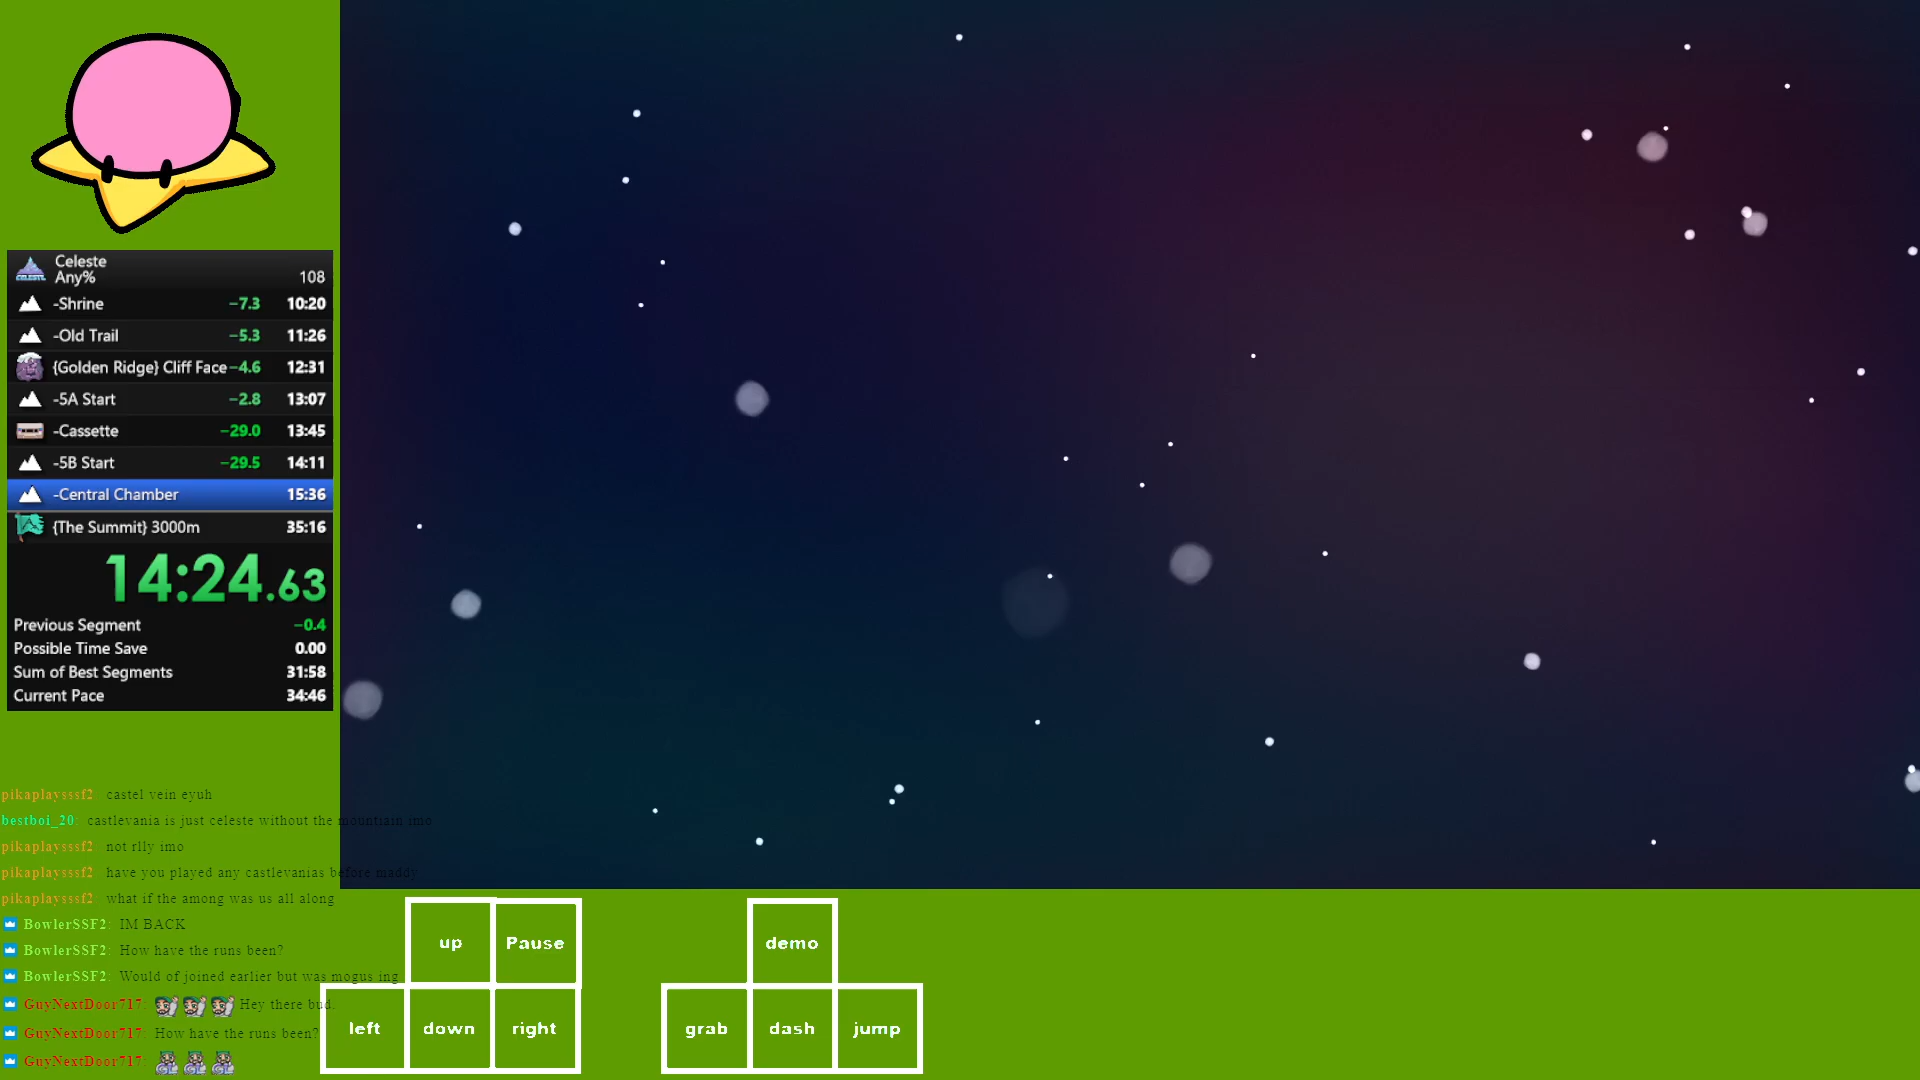 Celeste
Any% 108
-Shrine −7.3 10:20
-Old Trail −5.3 11:26
{Golden Ridge} Cliff Face −4.6 12:31
-5A Start −2.8 13:07
-Cassette −29.0 13:45
-5B Start −29.5 14:11
-Central Chamber 15:36
{The Summit} 3000m 35:16
14:24.63
Previous Segment −0.4
Possible Time Save 0.00
Sum of Best Segments 31:58
Current Pace 34:46
pikaplaysssf2: castel vein eyuh
bestboi_20: castlevania is just celeste without the mountiain imo
pikaplaysssf2: not rlly imo
pikaplaysssf2: have you played any castlevanias before maddy
pikaplaysssf2: what if the among was us all along
BowlerSSF2: IM BACK
BowlerSSF2: How have the runs been?
BowlerSSF2: Would of joined earlier but was mogus ing
GuyNextDoor717: Hey there bud.
GuyNextDoor717: How have the runs been?
GuyNextDoor717:
up Pause demo
left down right grab dash jump